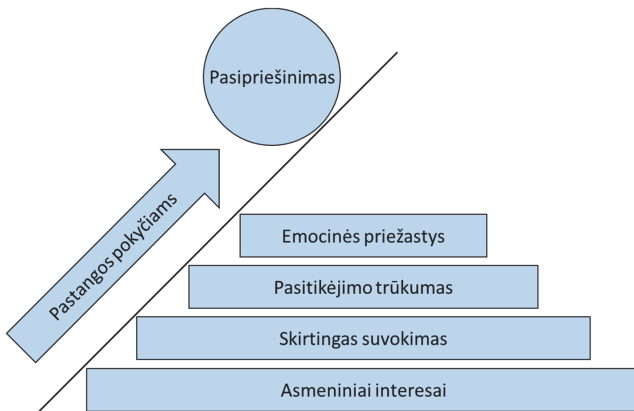 Pasipriešinimas
Pastangos pokyčiams
Emocinės priežastys
Pasitikėjimo trūkumas
Skirtingas suvokimas
Asmeniniai interesai